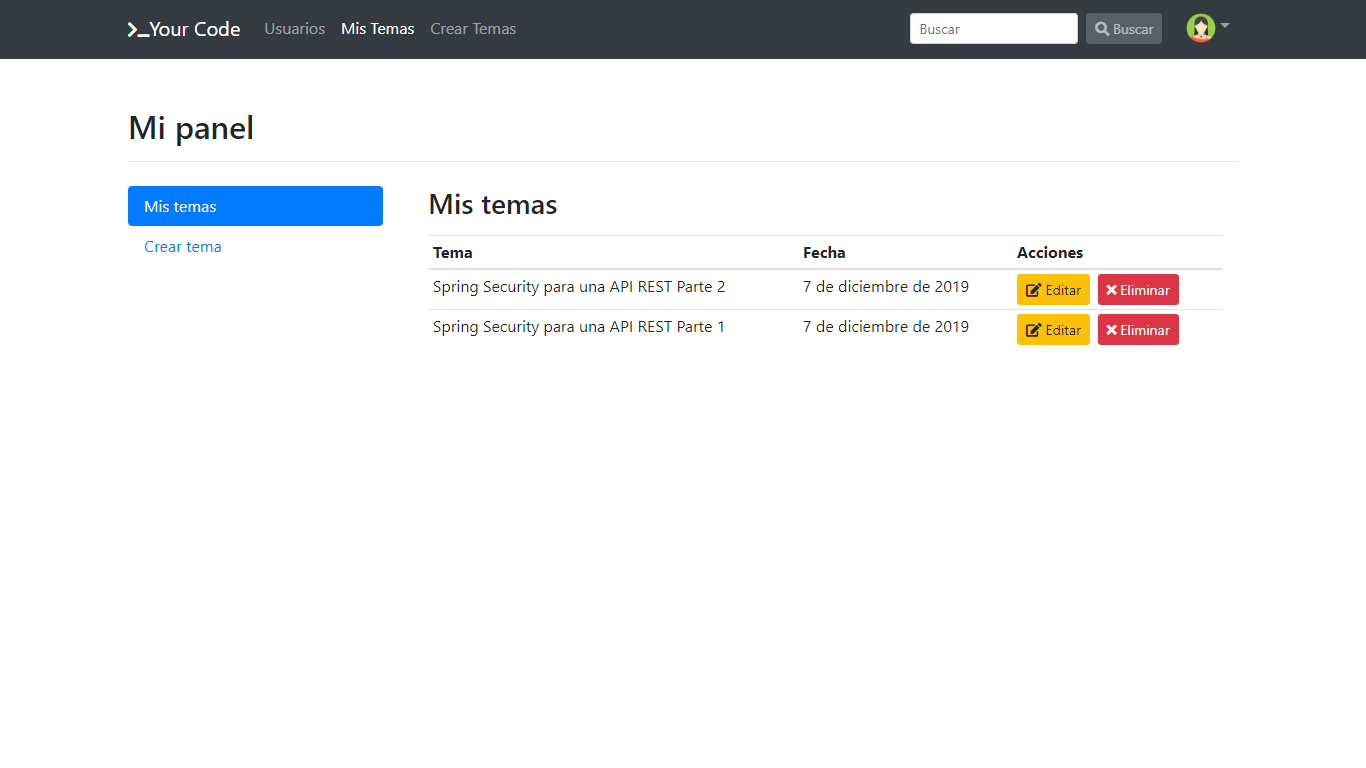 Your Code Usuarios Mis Temas Crear Temas Buscar Buscar
Mi panel
Mis temas
Crear tema
Mis temas
Tema Fecha Acciones
Spring Security para una API REST Parte 2 7 de diciembre de 2019 Editar Eliminar
Spring Security para una API REST Parte 1 7 de diciembre de 2019 Editar Eliminar